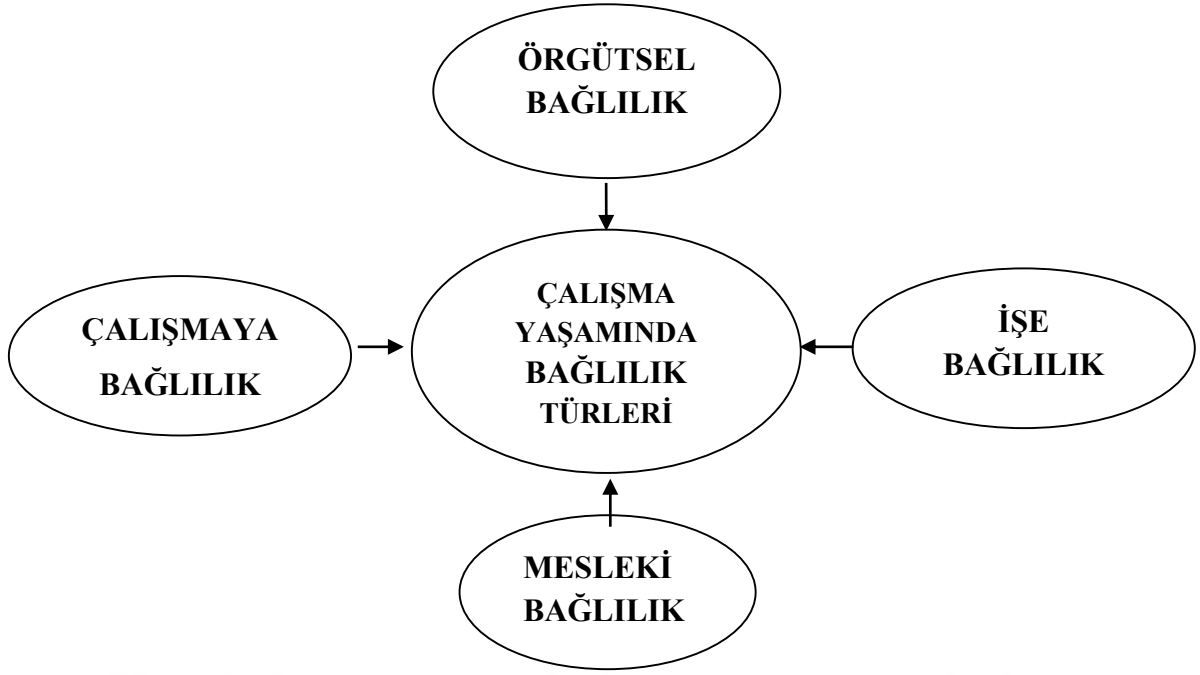 ÖRGÜTSEL
BAĞLILIK
ÇALIŞMAYA
BAĞLILIK
ÇALIŞMA
YAŞAMINDA
BAĞLILIK
TÜRLERİ
İŞE
BAĞLILIK
MESLEKİ
BAĞLILIK